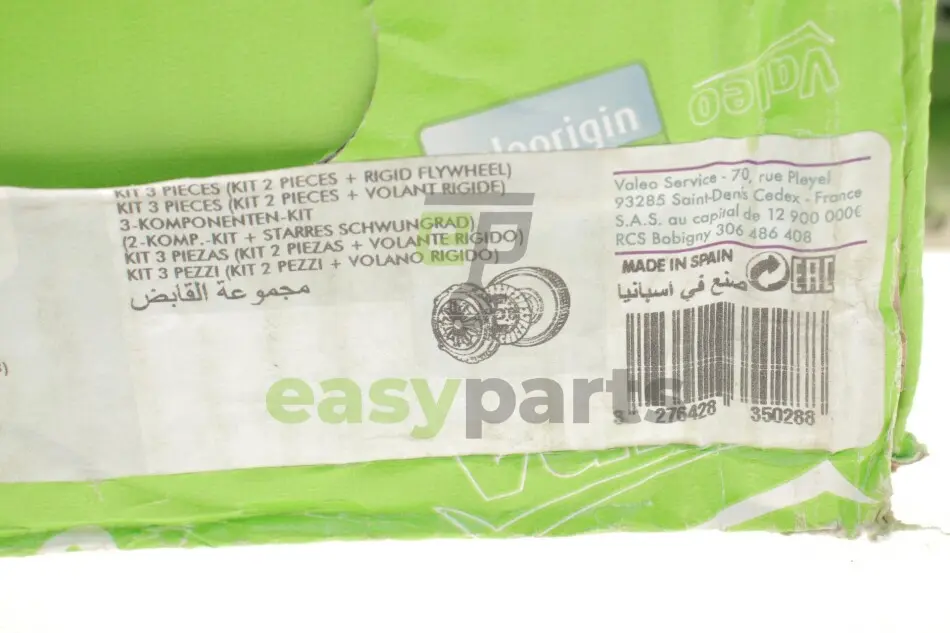 Valeo
KIT 3 PIECES (KIT 2 PIECES + RIGID FLYWHEEL)
KIT 3 PIECES (KIT 2 PIECES + VOLANT RIGIDE)
3-KOMPONENTEN-KIT
(2-KOMP.-KIT + STARRES SCHWUNGRAD)
KIT 3 PIEZAS (KIT 2 PIEZAS + VOLANTE RIGIDO)
KIT 3 PEZZI (KIT 2 PEZZI + VOLANO RIGIDO)
مجموعة القابض
Valeo Service - 70, rue Pleyel
93285 Saint-Denis Cedex - France
S.A.S. au capital de 12 900 000€
RCS Bobigny 306 486 408
MADE IN SPAIN
صنع في أسبانيا
EAC
3 276428 350288
easyparts